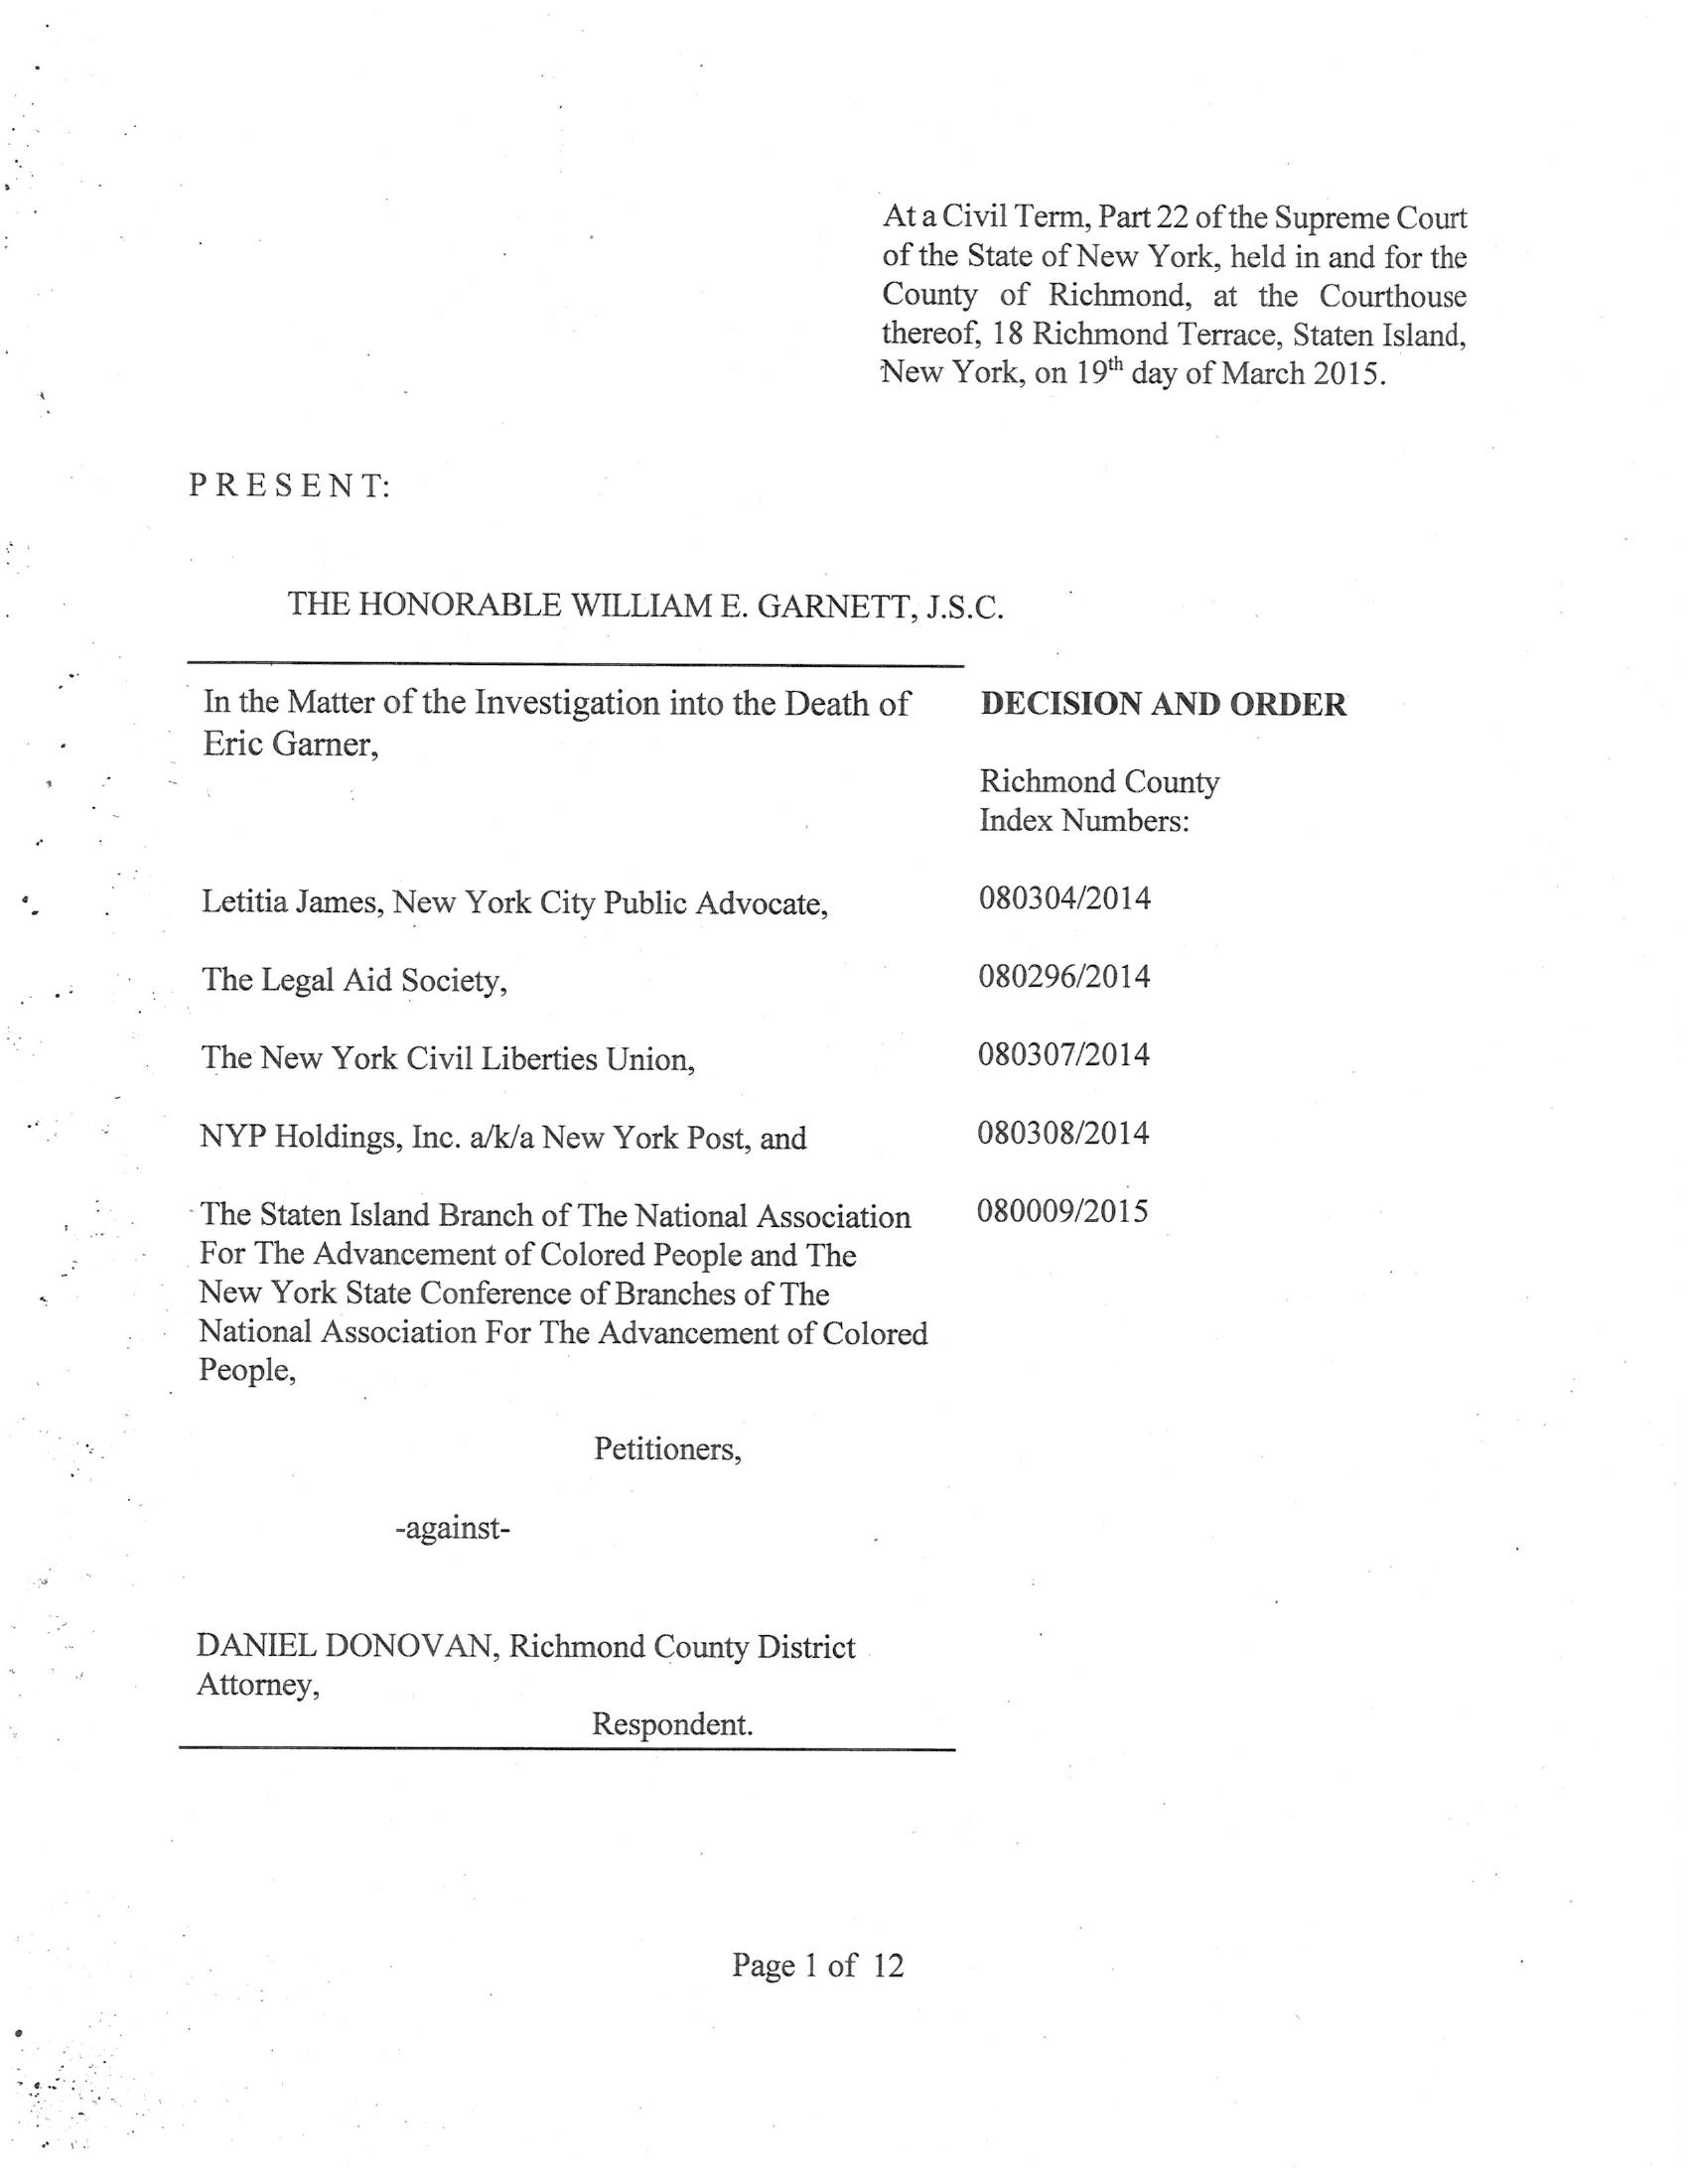 At a Civil Term, Part 22 of the Supreme Court
of the State of New York, held in and for the
County of Richmond, at the Courthouse
thereof, 18 Richmond Terrace, Staten Island,
New York, on 19th day of March 2015.
P R E S E N T:
THE HONORABLE WILLIAM E. GARNETT, J.S.C.
In the Matter of the Investigation into the Death of
Eric Garner,
DECISION AND ORDER
Richmond County
Index Numbers:
Letitia James, New York City Public Advocate, 080304/2014
The Legal Aid Society, 080296/2014
The New York Civil Liberties Union, 080307/2014
NYP Holdings, Inc. a/k/a New York Post, and 080308/2014
The Staten Island Branch of The National Association 080009/2015
For The Advancement of Colored People and The
New York State Conference of Branches of The
National Association For The Advancement of Colored
People,
Petitioners,
-against-
DANIEL DONOVAN, Richmond County District
Attorney,
Respondent.
Page 1 of 12